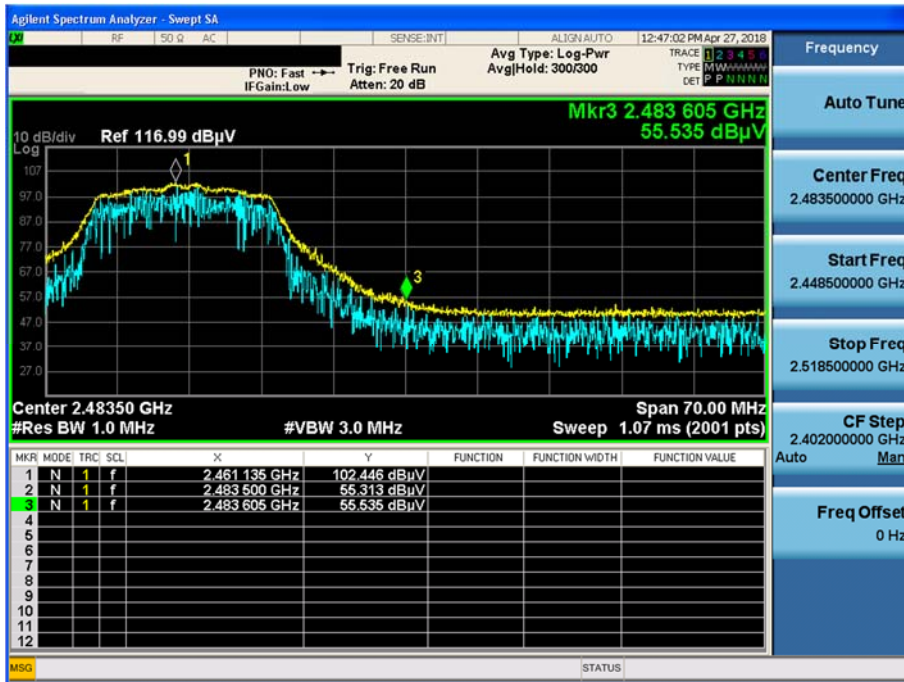 Agilent Spectrum Analyzer - Swept SA
LXI RF 50 Ω AC SENSE:INT ALIGN AUTO 12:47:02 PM Apr 27, 2018
PNO: Fast
IFGain:Low
Trig: Free Run
Atten: 20 dB
Avg Type: Log-Pwr
Avg|Hold: 300/300
TRACE 1 2 3 4 5 6
TYPE MWWWWW
DET P P N N N N
Mkr3 2.483 605 GHz
55.535 dBµV
10 dB/div Ref 116.99 dBµV
Log
107
97.0
87.0
77.0
67.0
57.0
47.0
37.0
27.0
1
3
Center 2.48350 GHz Span 70.00 MHz
#Res BW 1.0 MHz #VBW 3.0 MHz Sweep 1.07 ms (2001 pts)
MKR MODE TRC SCL X Y FUNCTION FUNCTION WIDTH FUNCTION VALUE
1 N 1 f 2.461 135 GHz 102.446 dBµV
2 N 1 f 2.483 500 GHz 55.313 dBµV
3 N 1 f 2.483 605 GHz 55.535 dBµV
4
5
6
7
8
9
10
11
12
MSG STATUS
Frequency
Auto Tune
Center Freq
2.483500000 GHz
Start Freq
2.448500000 GHz
Stop Freq
2.518500000 GHz
CF Step
2.402000000 GHz
Auto Man
Freq Offset
0 Hz